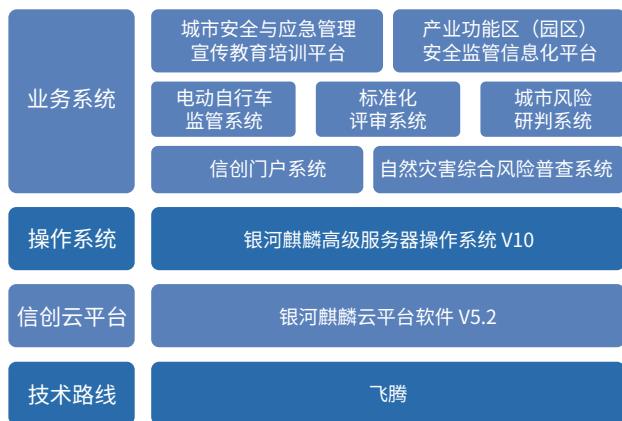 业务系统
城市安全与应急管理
宣传教育培训平台
产业功能区（园区）
安全监管信息化平台
电动自行车
监管系统
标准化
评审系统
城市风险
研判系统
信创门户系统
自然灾害综合风险普查系统
操作系统
银河麒麟高级服务器操作系统 V10
信创云平台
银河麒麟云平台软件 V5.2
技术路线
飞腾